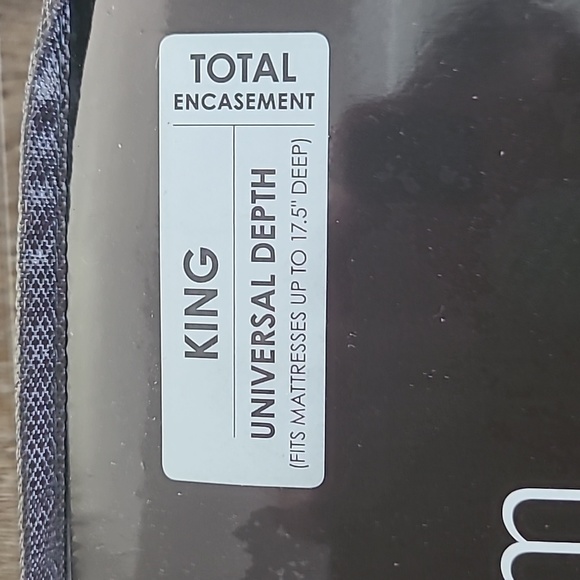 TOTAL
ENCASEMENT
KING
UNIVERSAL DEPTH
(FITS MATTRESSES UP TO 17.5" DEEP)